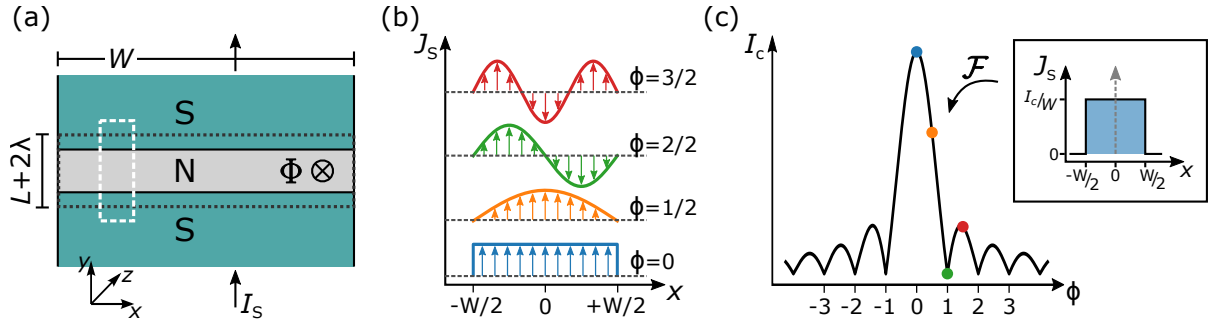 (a)
W
S
N
Φ ⊗
S
L+2λ
y
z
x
I_S
(b)
J_S
ϕ=3/2
ϕ=2/2
ϕ=1/2
ϕ=0
-W/2 0 +W/2 x
(c)
I_c
ℱ
-3 -2 -1 0 1 2 3 ϕ
J_S
I_c/W
0
-W/2 0 W/2 x